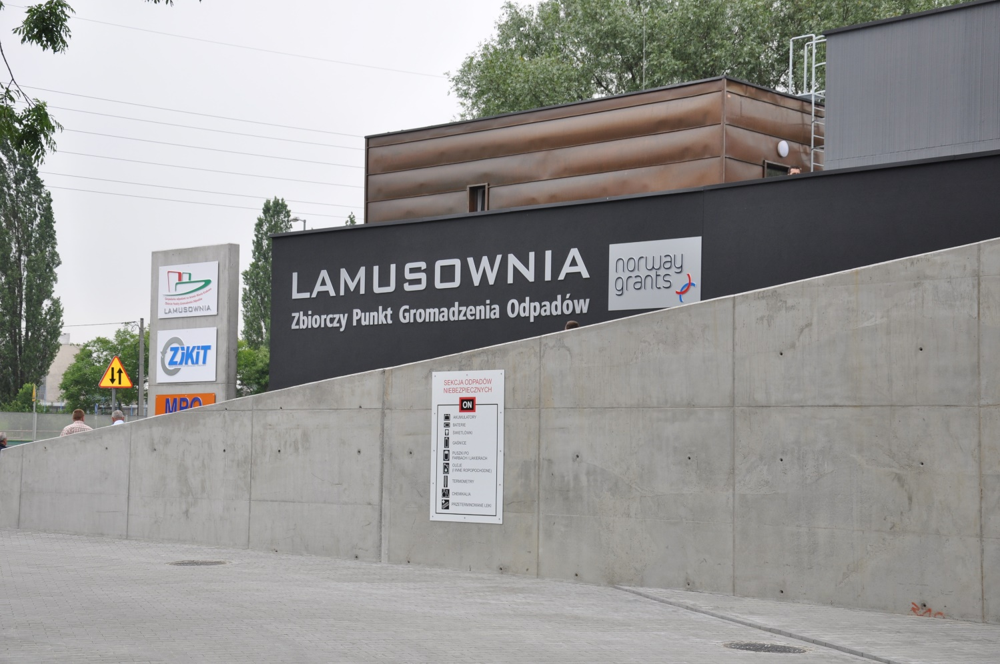 LAMUSOWNIA
Zbiorczy Punkt Gromadzenia Odpadów
norway
grants
LAMUSOWNIA
ZiKiT
MPO
SEKCJA ODPADÓW
NIEBEZPIECZNYCH
ON
AKUMULATORY
BATERIE
ŚWIETLÓWKI
GAŚNICE
PUSZKI PO
FARBACH I LAKIERACH
OLEJE
(I INNE ROPOPOCHODNE)
TERMOMETRY
CHEMIKALIA
PRZETERMINOWANE LEKI